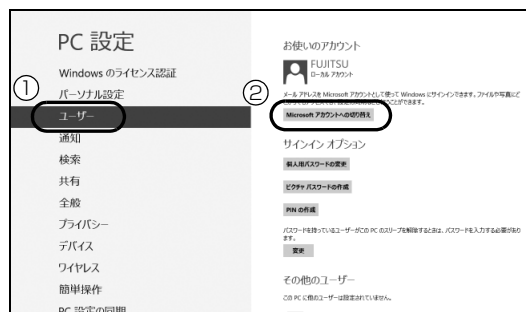 PC 設定
Windows のライセンス認証
パーソナル設定
ユーザー
通知
検索
共有
全般
プライバシー
デバイス
ワイヤレス
簡単操作
PC 設定の同期
①
②
お使いのアカウント
FUJITSU
ローカル アカウント
メール アドレスを Microsoft アカウントとして使って Windows にサインインできます。ファイルや写真にど
Microsoft アカウントへの切り替え
サインイン オプション
個人用パスワードの変更
ピクチャ パスワードの作成
PIN の作成
パスワードを持っているユーザーがこの PC のスリープを解除するときは、パスワードを入力する必要があり
ます。
変更
その他のユーザー
この PC に他のユーザーは設定されていません。